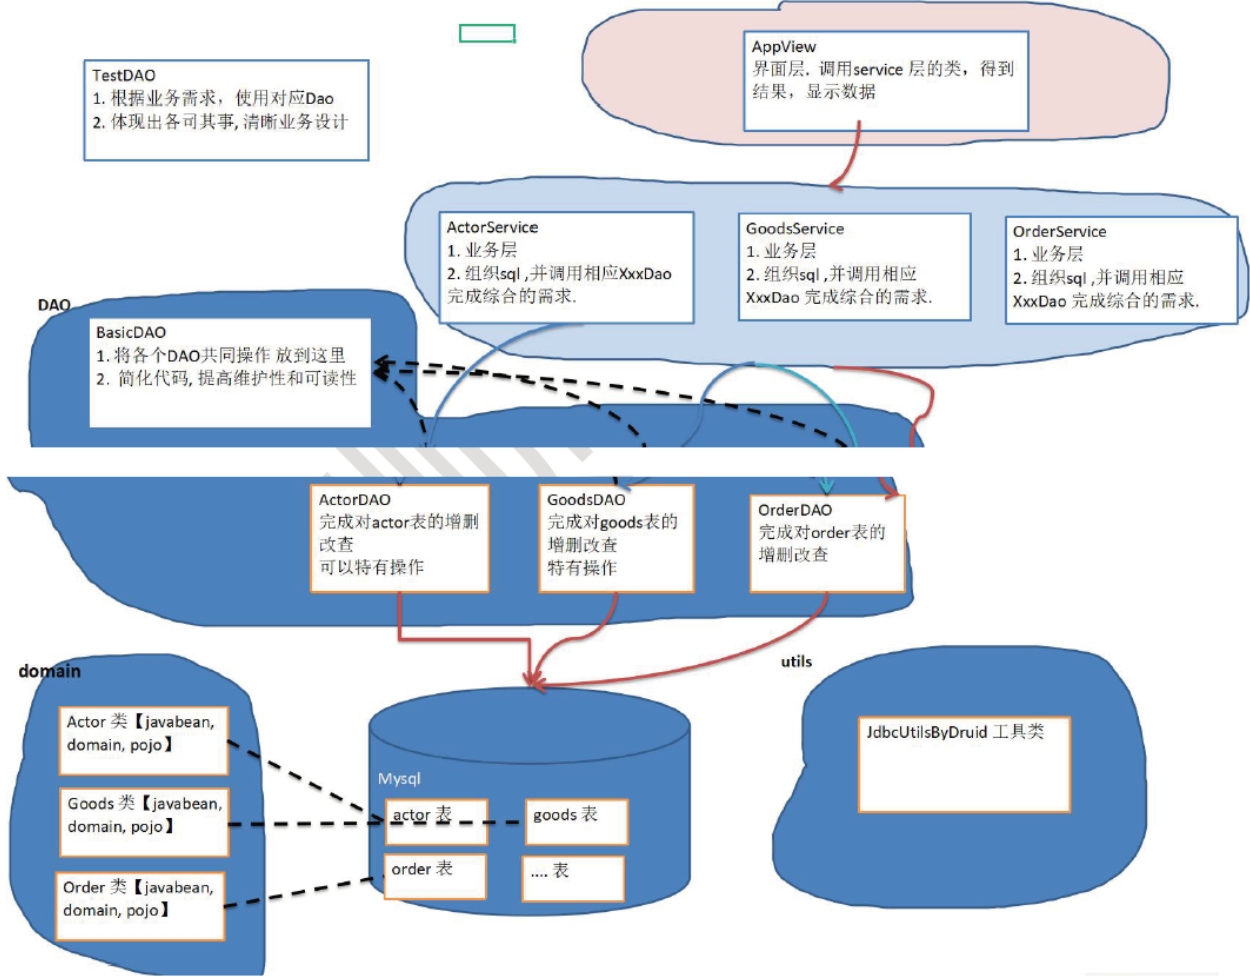 TestDAO
1. 根据业务需求，使用对应Dao
2. 体现出各司其事, 清晰业务设计
AppView
界面层. 调用service 层的类，得到
结果，显示数据
ActorService
1. 业务层
2. 组织sql ,并调用相应XxxDao
完成综合的需求.
GoodsService
1. 业务层
2. 组织sql ,并调用相应
XxxDao 完成综合的需求.
OrderService
1. 业务层
2. 组织sql ,并调用相应
XxxDao 完成综合的需求.
DAO
BasicDAO
1. 将各个DAO共同操作 放到这里
2. 简化代码, 提高维护性和可读性
ActorDAO
完成对actor表的增删
改查
可以特有操作
GoodsDAO
完成对goods表的
增删改查
特有操作
OrderDAO
完成对order表的
增删改查
domain
Actor 类【javabean,
domain, pojo】
Goods 类【javabean,
domain, pojo】
Order 类【javabean,
domain, pojo】
Mysql
actor 表
goods 表
order 表
.... 表
utils
JdbcUtilsByDruid 工具类